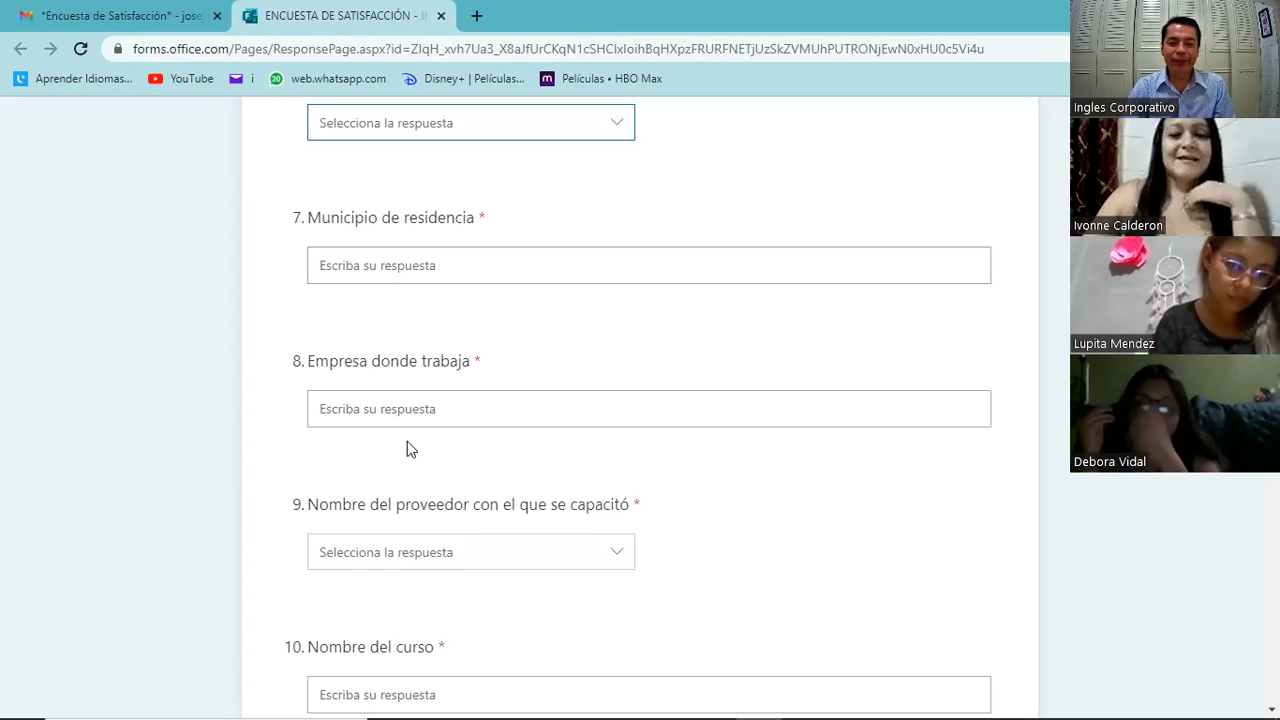 *Encuesta de Satisfacción* - jose
ENCUESTA DE SATISFACCIÓN - II
forms.office.com/Pages/ResponsePage.aspx?id=
Aprender Idiomas...
YouTube
i
web.whatsapp.com
Disney+ | Películas...
Películas • HBO Max
Selecciona la respuesta
7. Municipio de residencia *
Escriba su respuesta
8. Empresa donde trabaja *
Escriba su respuesta
9. Nombre del proveedor con el que se capacitó *
Selecciona la respuesta
10. Nombre del curso *
Escriba su respuesta
Ingles Corporativo
Ivonne Calderon
Lupita Mendez
Debora Vidal